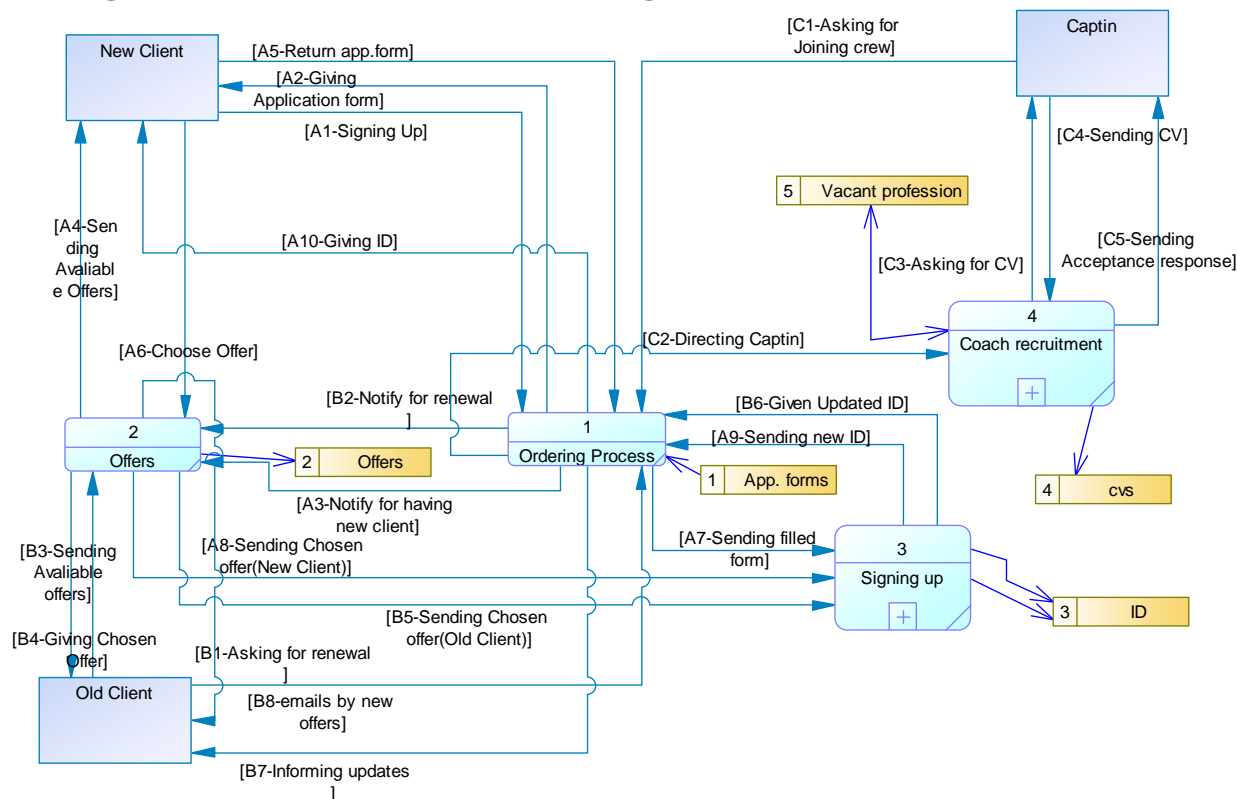 New Client
[A5-Return app.form]
[A2-Giving
Application form]
[A1-Signing Up]
[C1-Asking for
Joining crew]
Captin
[C4-Sending CV]
5 Vacant profession
[A4-Sen
ding
Avaliabl
e Offers]
[A10-Giving ID]
[C3-Asking for CV]
[C5-Sending
Acceptance response]
4
Coach recruitment
[A6-Choose Offer]
[C2-Directing Captin]
[B2-Notify for renewal
]
[B6-Given Updated ID]
2
Offers
2 Offers
1
Ordering Process
[A9-Sending new ID]
1 App. forms
4 cvs
[A3-Notify for having
new client]
[B3-Sending
Avaliable
offers]
[A8-Sending Chosen
offer(New Client)]
[A7-Sending filled
form]
3
Signing up
3 ID
[B4-Giving Chosen
Offer]
[B5-Sending Chosen
offer(Old Client)]
[B1-Asking for renewal
]
Old Client
[B8-emails by new
offers]
[B7-Informing updates
]